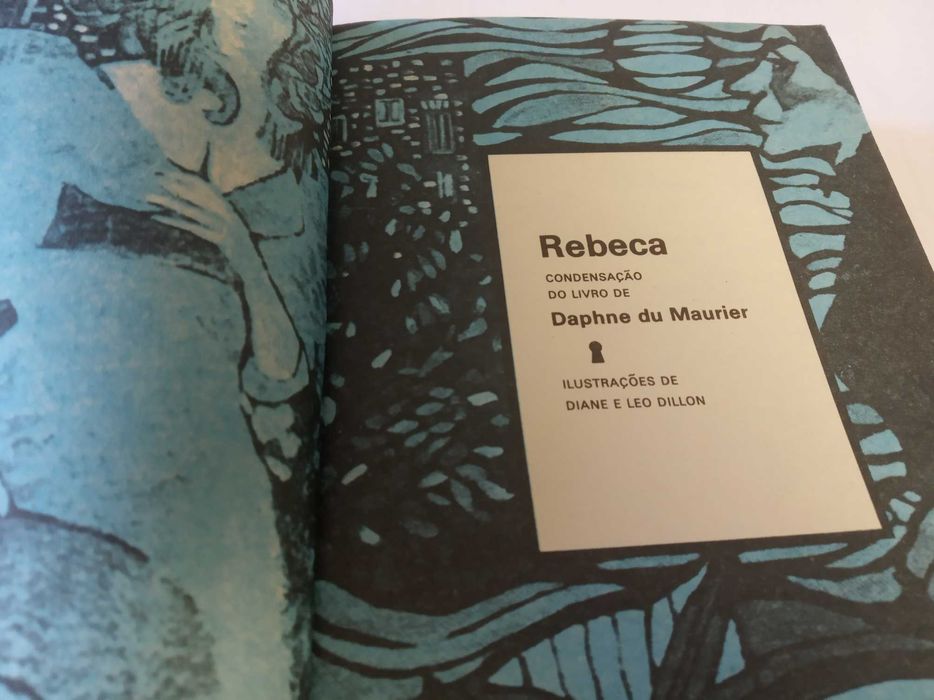 Rebeca
CONDENSAÇÃO
DO LIVRO DE
Daphne du Maurier
ILUSTRAÇÕES DE
DIANE E LEO DILLON